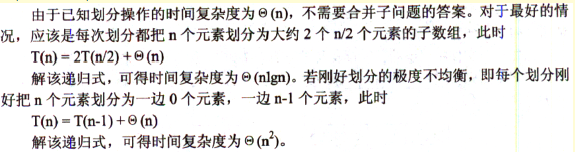 由于已知划分操作的时间复杂度为Θ(n)，不需要合并子问题的答案。对于最好的情
况，应该是每次划分都把 n 个元素划分为大约 2 个 n/2 个元素的子数组，此时
T(n) = 2T(n/2) + Θ(n)
解该递归式，可得时间复杂度为Θ(nlgn)。若刚好划分的极度不均衡，即每个划分刚
好把 n 个元素划分为一边 0 个元素，一边 n-1 个元素，此时
T(n) = T(n-1) + Θ(n)
解该递归式，可得时间复杂度为Θ(n²)。